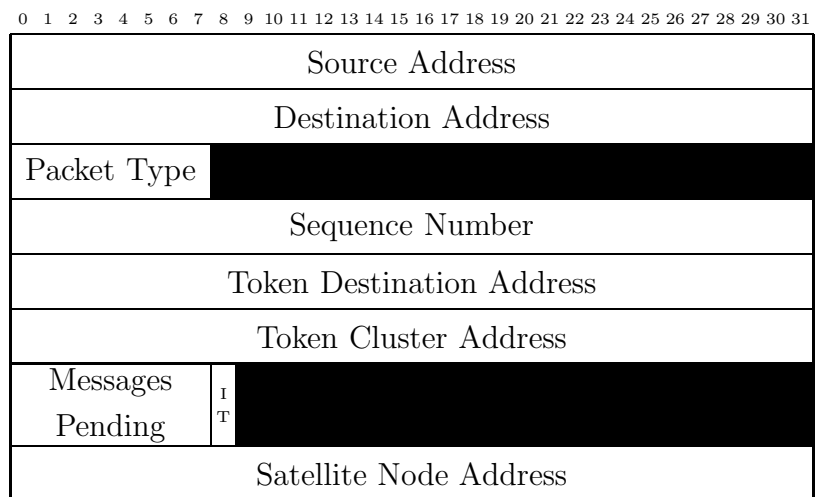 0 1 2 3 4 5 6 7 8 9 10 11 12 13 14 15 16 17 18 19 20 21 22 23 24 25 26 27 28 29 30 31
Source Address
Destination Address
Packet Type
Sequence Number
Token Destination Address
Token Cluster Address
Messages
Pending
I
T
Satellite Node Address